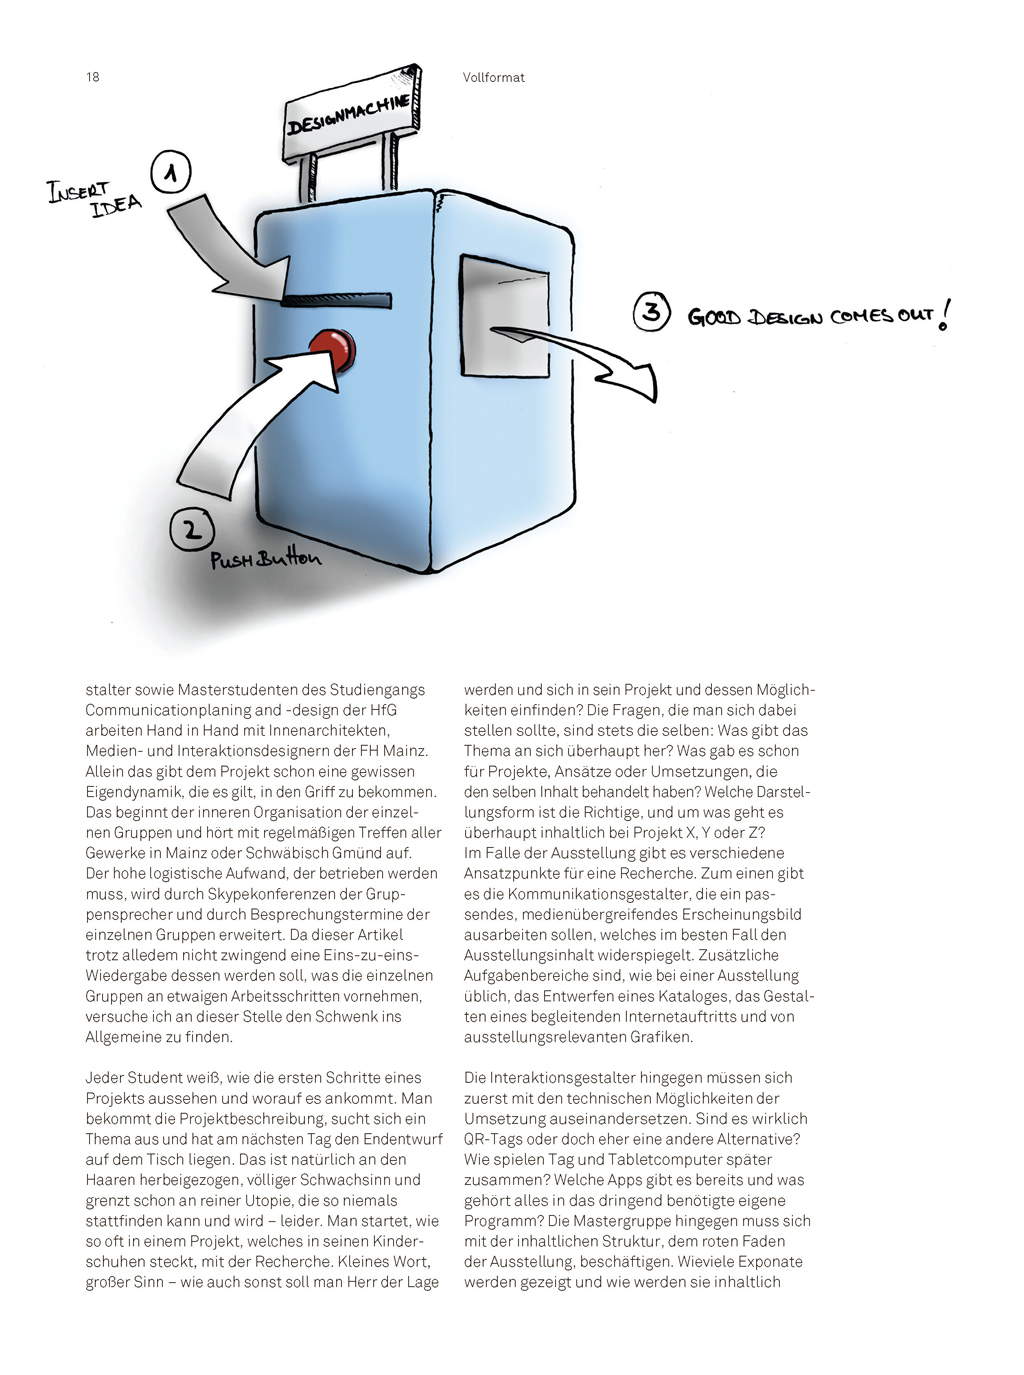 18
Vollformat
DESIGNMACHINE
1
INSERT
IDEA
3 GOOD DESIGN COMES OUT!
2
PUSH Button
stalter sowie Masterstudenten des Studiengangs
Communicationplaning and -design der HfG
arbeiten Hand in Hand mit Innenarchitekten,
Medien- und Interaktionsdesignern der FH Mainz.
Allein das gibt dem Projekt schon eine gewissen
Eigendynamik, die es gilt, in den Griff zu bekommen.
Das beginnt der inneren Organisation der einzel-
nen Gruppen und hört mit regelmäßigen Treffen aller
Gewerke in Mainz oder Schwäbisch Gmünd auf.
Der hohe logistische Aufwand, der betrieben werden
muss, wird durch Skypekonferenzen der Grup-
pensprecher und durch Besprechungstermine der
einzelnen Gruppen erweitert. Da dieser Artikel
trotz alledem nicht zwingend eine Eins-zu-eins-
Wiedergabe dessen werden soll, was die einzelnen
Gruppen an etwaigen Arbeitsschritten vornehmen,
versuche ich an dieser Stelle den Schwenk ins
Allgemeine zu finden.
Jeder Student weiß, wie die ersten Schritte eines
Projekts aussehen und worauf es ankommt. Man
bekommt die Projektbeschreibung, sucht sich ein
Thema aus und hat am nächsten Tag den Endentwurf
auf dem Tisch liegen. Das ist natürlich an den
Haaren herbeigezogen, völliger Schwachsinn und
grenzt schon an reiner Utopie, die so niemals
stattfinden kann und wird – leider. Man startet, wie
so oft in einem Projekt, welches in seinen Kinder-
schuhen steckt, mit der Recherche. Kleines Wort,
großer Sinn – wie auch sonst soll man Herr der Lage
werden und sich in sein Projekt und dessen Möglich-
keiten einfinden? Die Fragen, die man sich dabei
stellen sollte, sind stets die selben: Was gibt das
Thema an sich überhaupt her? Was gab es schon
für Projekte, Ansätze oder Umsetzungen, die
den selben Inhalt behandelt haben? Welche Darstel-
lungsform ist die Richtige, und um was geht es
überhaupt inhaltlich bei Projekt X, Y oder Z?
Im Falle der Ausstellung gibt es verschiedene
Ansatzpunkte für eine Recherche. Zum einen gibt
es die Kommunikationsgestalter, die ein pas-
sendes, medienübergreifendes Erscheinungsbild
ausarbeiten sollen, welches im besten Fall den
Ausstellungsinhalt widerspiegelt. Zusätzliche
Aufgabenbereiche sind, wie bei einer Ausstellung
üblich, das Entwerfen eines Kataloges, das Gestal-
ten eines begleitenden Internetauftritts und von
ausstellungsrelevanten Grafiken.
Die Interaktionsgestalter hingegen müssen sich
zuerst mit den technischen Möglichkeiten der
Umsetzung auseinandersetzen. Sind es wirklich
QR-Tags oder doch eher eine andere Alternative?
Wie spielen Tag und Tabletcomputer später
zusammen? Welche Apps gibt es bereits und was
gehört alles in das dringend benötigte eigene
Programm? Die Mastergruppe hingegen muss sich
mit der inhaltlichen Struktur, dem roten Faden
der Ausstellung, beschäftigen. Wieviele Exponate
werden gezeigt und wie werden sie inhaltlich